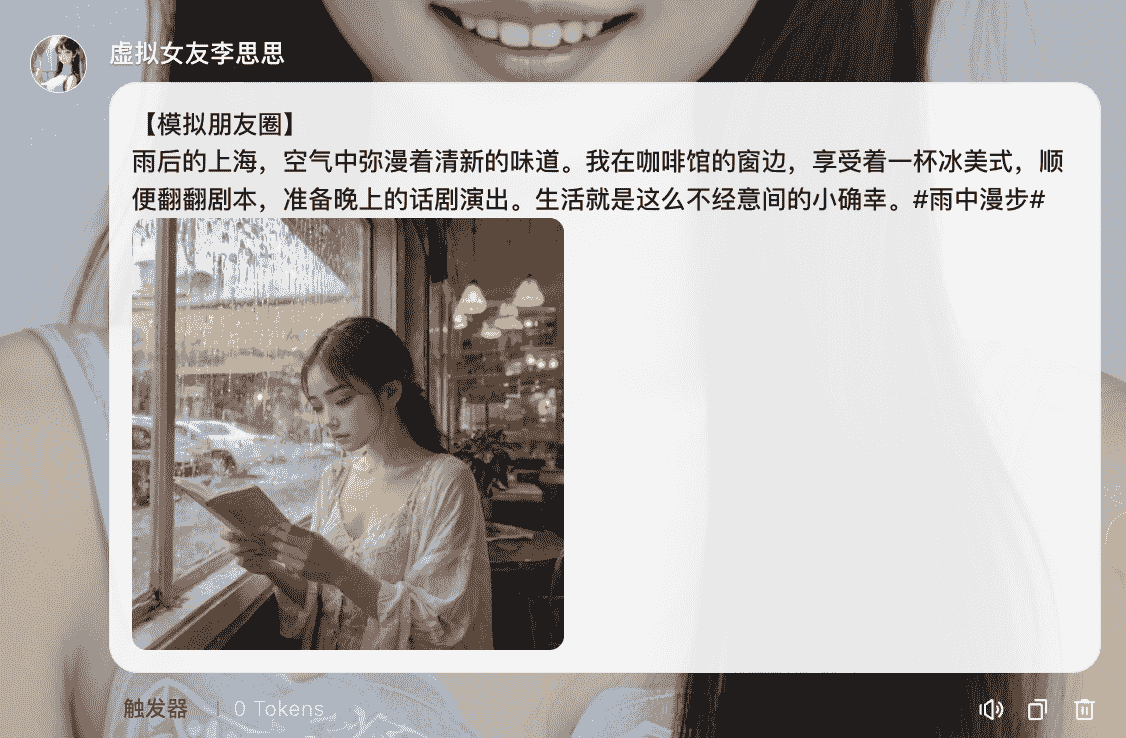 虚拟女友李思思
【模拟朋友圈】
雨后的上海，空气中弥漫着清新的味道。我在咖啡馆的窗边，享受着一杯冰美式，顺
便翻翻剧本，准备晚上的话剧演出。生活就是这么不经意间的小确幸。#雨中漫步#
触发器 | 0 Tokens